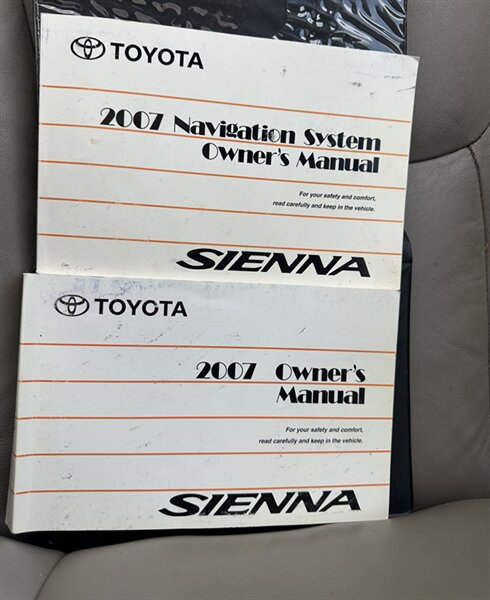 TOYOTA
2007 Navigation System
Owner's Manual
For your safety and comfort,
read carefully and keep in the vehicle.
SIENNA
TOYOTA
2007 Owner's
Manual
For your safety and comfort,
read carefully and keep in the vehicle.
SIENNA